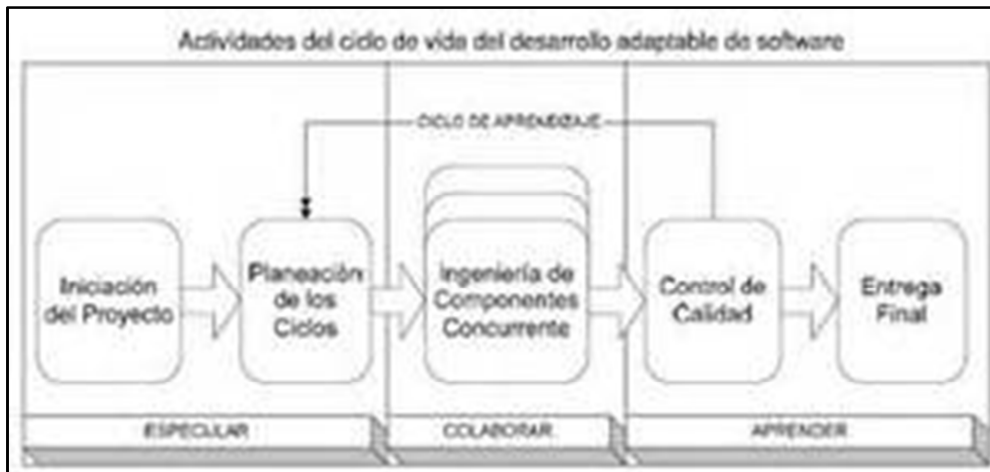 Actividades del ciclo de vida del desarrollo adaptable de software
CICLO DE APRENDIZAJE
Iniciación
del Proyecto
Planeación
de los
Ciclos
Ingeniería de
Componentes
Concurrente
Control de
Calidad
Entrega
Final
ESPECULAR
COLABORAR
APRENDER